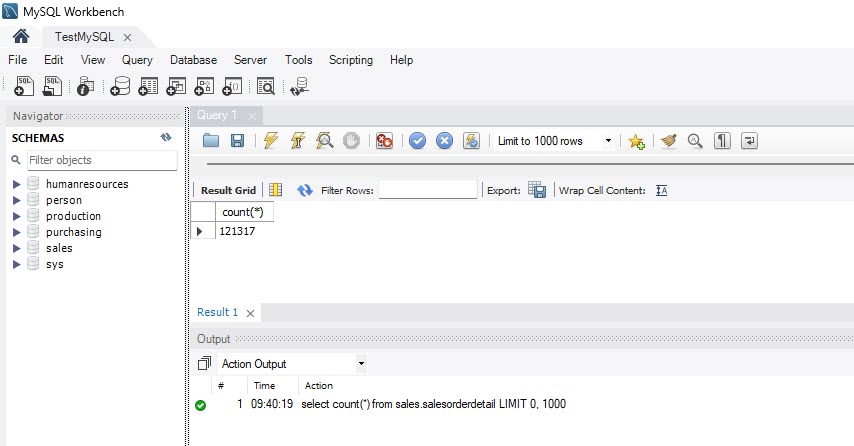 MySQL Workbench
TestMySQL
File Edit View Query Database Server Tools Scripting Help
SQL SQL
Navigator
Query 1
SCHEMAS
Limit to 1000 rows
Filter objects
humanresources
person
production
purchasing
sales
sys
Result Grid Filter Rows: Export: Wrap Cell Content: IA
count(*)
121317
Result 1
Output
Action Output
# Time Action
1 09:40:19 select count(*) from sales.salesorderdetail LIMIT 0, 1000